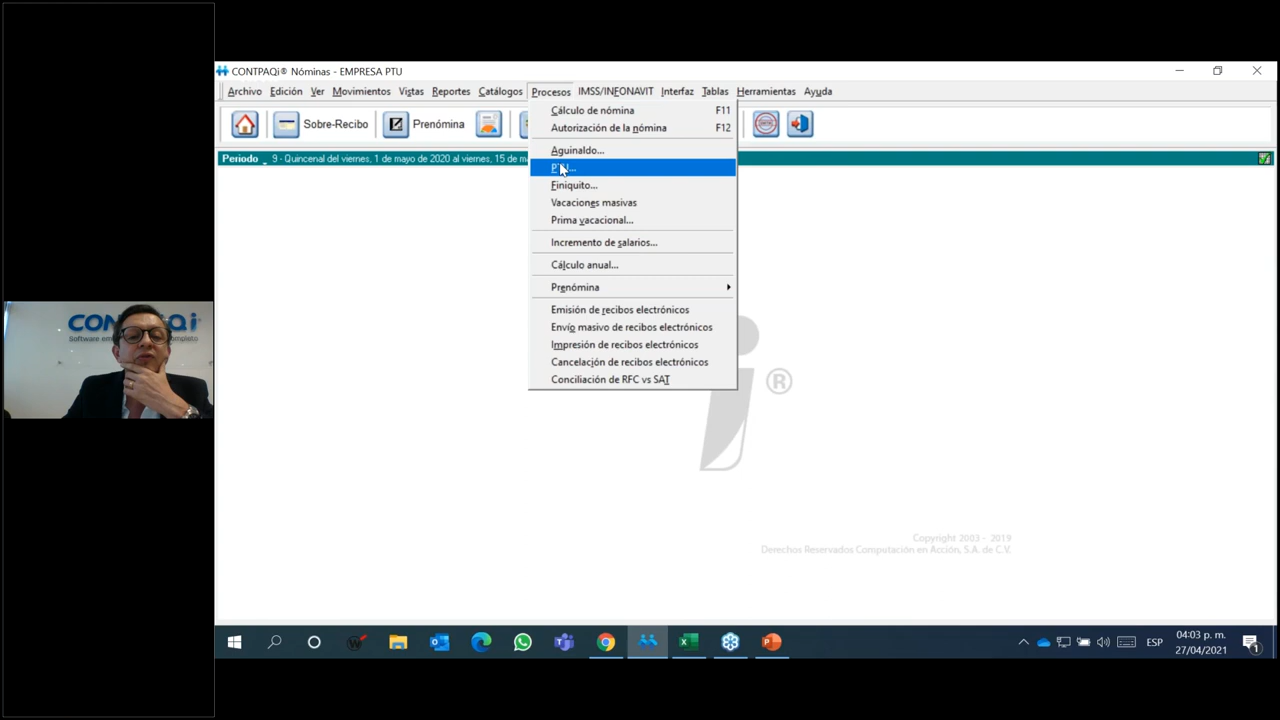 CONTPAQi® Nóminas - EMPRESA PTU
Archivo Edición Ver Movimientos Vistas Reportes Catálogos Procesos IMSS/INFONAVIT Interfaz Tablas Herramientas Ayuda
Sobre-Recibo Prenómina
Periodo _ 9 - Quincenal del viernes, 1 de mayo de 2020 al viernes, 15 de
Cálculo de nómina F11
Autorización de la nómina F12
Aguinaldo...
PTU...
Finiquito...
Vacaciones masivas
Prima vacacional...
Incremento de salarios...
Cálculo anual...
Prenómina
Emisión de recibos electrónicos
Envío masivo de recibos electrónicos
Impresión de recibos electrónicos
Cancelación de recibos electrónicos
Conciliación de RFC vs SAT
®
Copyright 2003 - 2019
Derechos Reservados Computación en Acción, S.A. de C.V.
ESP
04:03 p. m.
27/04/2021
1